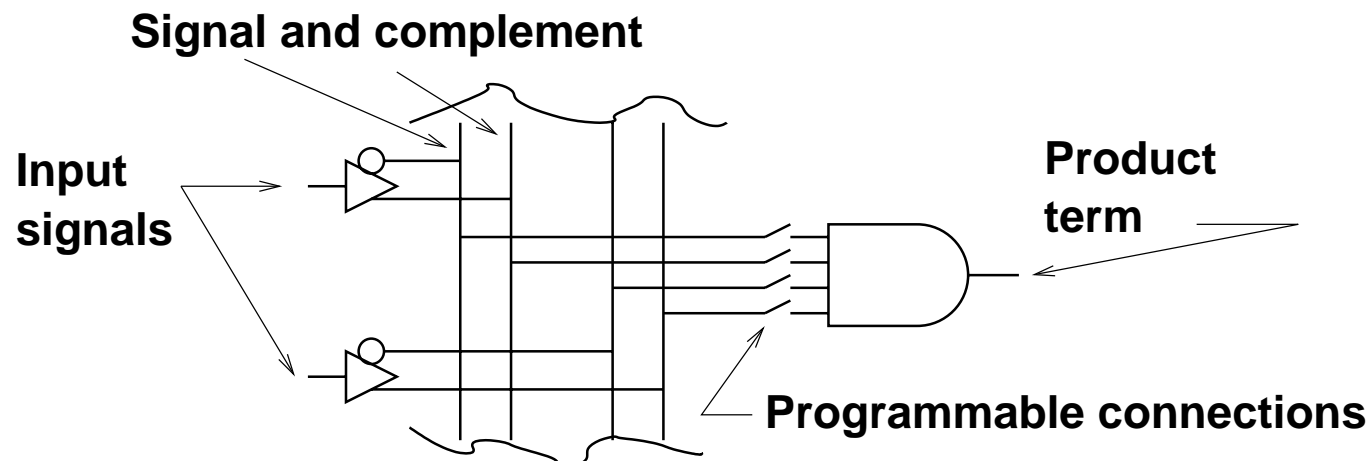 Signal and complement
Input
signals
Product
term
Programmable connections